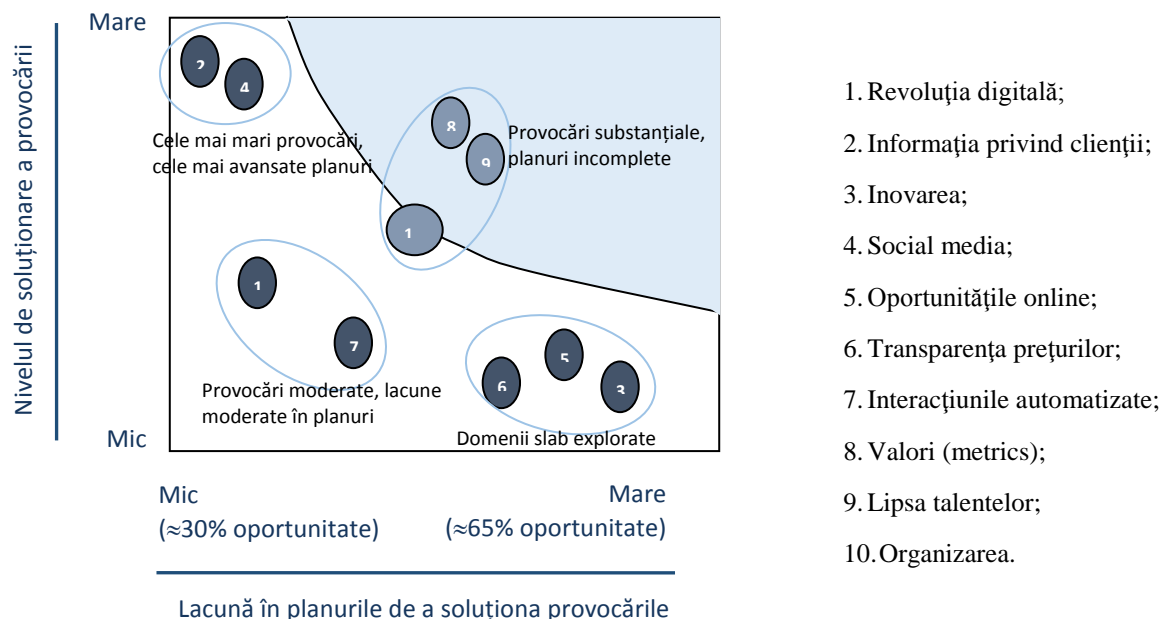 Mare
Nivelul de soluționare a provocării
2
4
Cele mai mari provocări,
cele mai avansate planuri
8
9
Provocări substanțiale,
planuri incomplete
1
1
7
Provocări moderate, lacune
moderate în planuri
5
6
3
Domenii slab explorate
Mic
Mic
(≈30% oportunitate)
Mare
(≈65% oportunitate)
Lacună în planurile de a soluționa provocările
1. Revoluţia digitală;
2. Informaţia privind clienţii;
3. Inovarea;
4. Social media;
5. Oportunităţile online;
6. Transparenţa preţurilor;
7. Interacţiunile automatizate;
8. Valori (metrics);
9. Lipsa talentelor;
10. Organizarea.